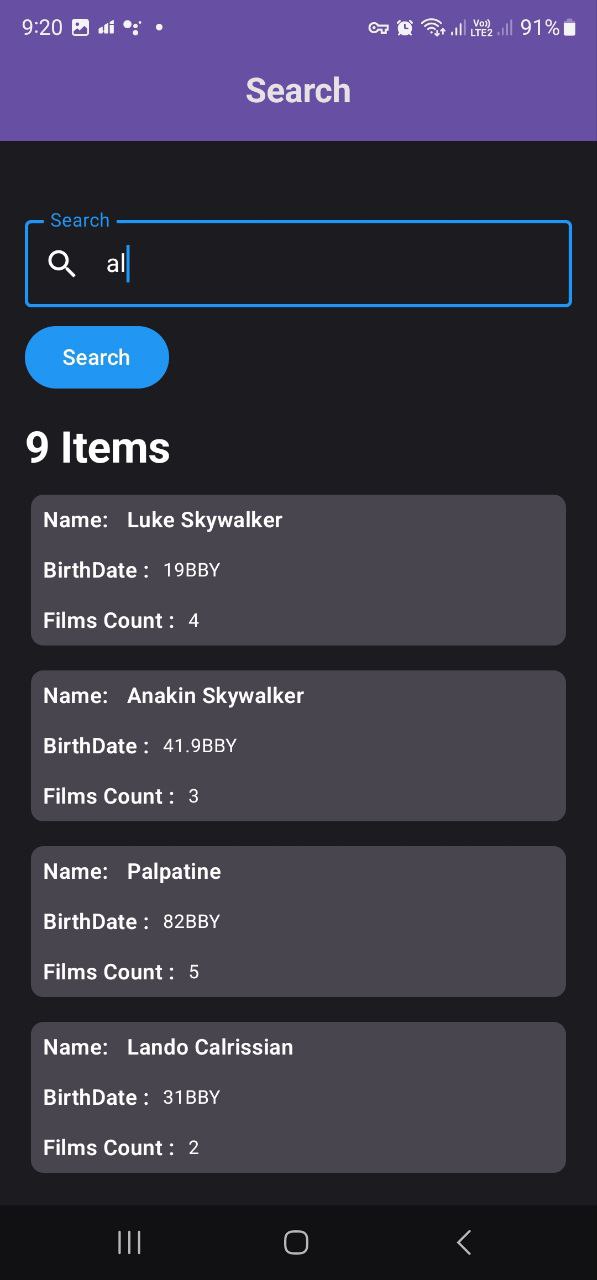 9:20 Vo)) LTE2 91%
Search
Search
al
Search
9 Items
Name: Luke Skywalker
BirthDate : 19BBY
Films Count : 4
Name: Anakin Skywalker
BirthDate : 41.9BBY
Films Count : 3
Name: Palpatine
BirthDate : 82BBY
Films Count : 5
Name: Lando Calrissian
BirthDate : 31BBY
Films Count : 2